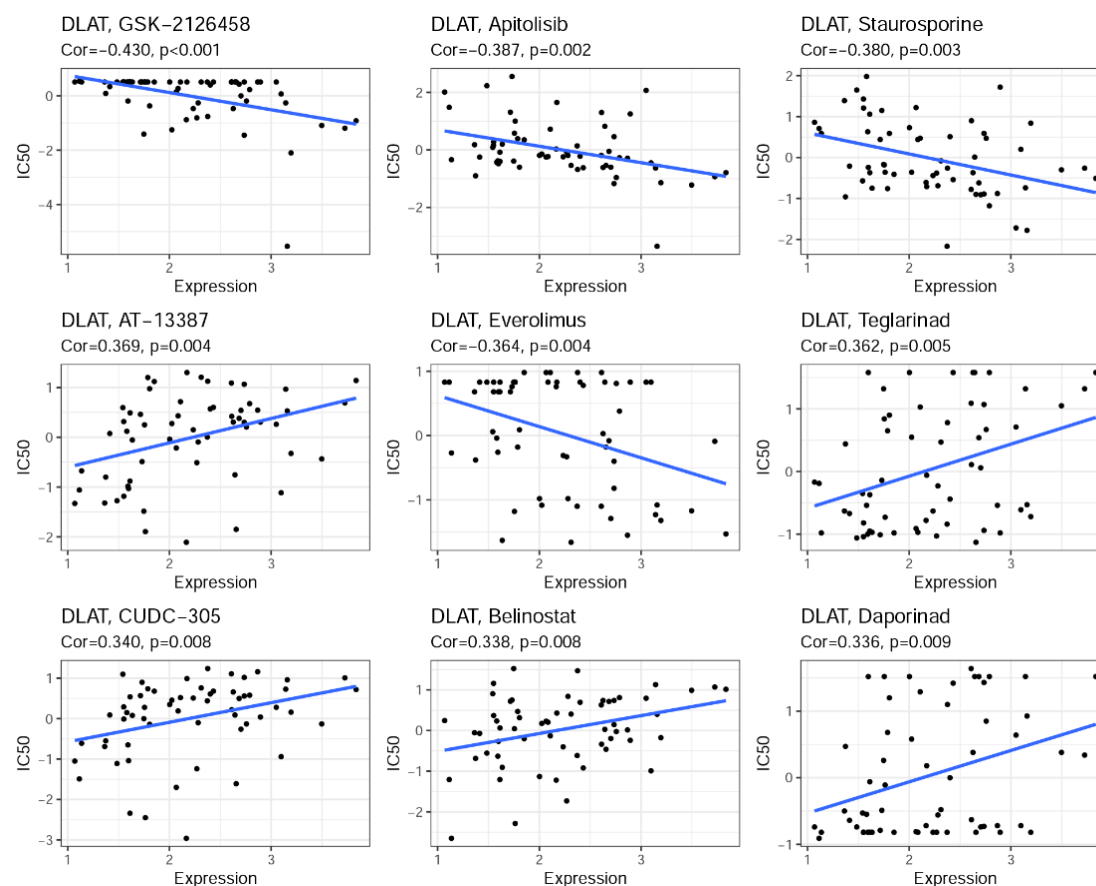 DLAT, GSK−2126458
Cor=−0.430, p<0.001
IC50
0
−2
−4
1 2 3
Expression
DLAT, Apitolisib
Cor=−0.387, p=0.002
IC50
2
0
−2
1 2 3
Expression
DLAT, Staurosporine
Cor=−0.380, p=0.003
IC50
2
1
0
−1
−2
1 2 3
Expression
DLAT, AT−13387
Cor=0.369, p=0.004
IC50
1
0
−1
−2
1 2 3
Expression
DLAT, Everolimus
Cor=−0.364, p=0.004
IC50
1
0
−1
1 2 3
Expression
DLAT, Teglarinad
Cor=0.362, p=0.005
IC50
1
0
−1
1 2 3
Expression
DLAT, CUDC−305
Cor=0.340, p=0.008
IC50
1
0
−1
−2
−3
1 2 3
Expression
DLAT, Belinostat
Cor=0.338, p=0.008
IC50
1
0
−1
−2
1 2 3
Expression
DLAT, Daporinad
Cor=0.336, p=0.009
IC50
1
0
−1
1 2 3
Expression